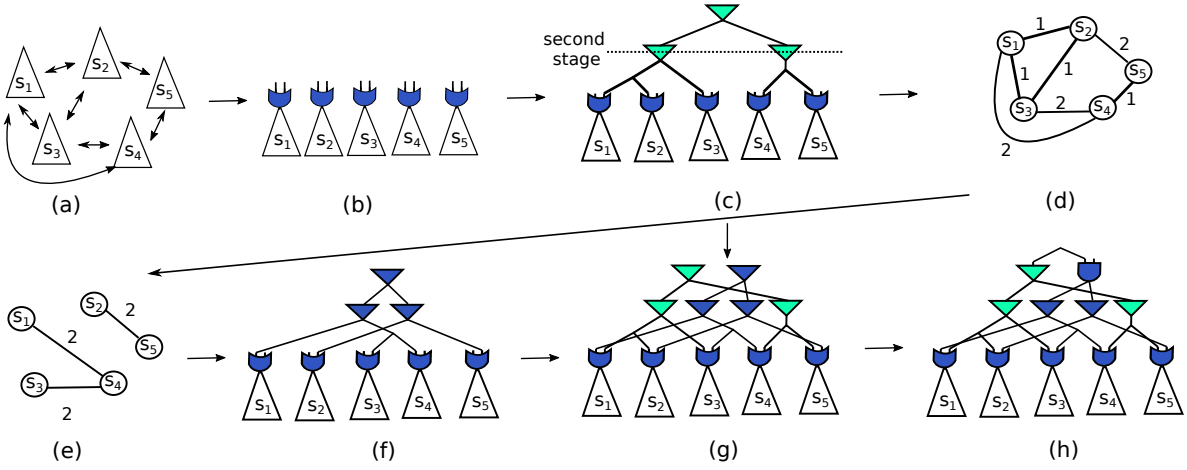 s1 s2 s5 s3 s4
(a)
s1 s2 s3 s4 s5
(b)
second
stage
s1 s2 s3 s4 s5
(c)
s1 1 s2 2 s5 1 1 s3 2 s4 1 2
(d)
s1 s2 2 s5 2 s3 s4 2
(e)
s1 s2 s3 s4 s5
(f)
s1 s2 s3 s4 s5
(g)
s1 s2 s3 s4 s5
(h)